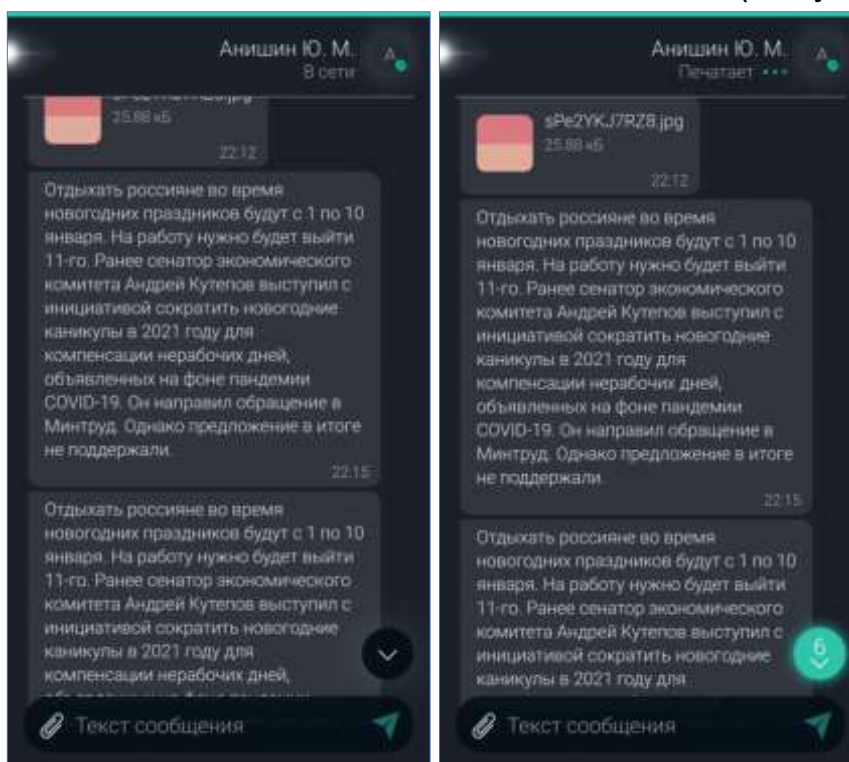 Анишин Ю. М.
В сети
А
25.88 кБ
22:12
Отдыхать россияне во время
новогодних праздников будут с 1 по 10
января. На работу нужно будет выйти
11-го. Ранее сенатор экономического
комитета Андрей Кутепов выступил с
инициативой сократить новогодние
каникулы в 2021 году для
компенсации нерабочих дней,
объявленных на фоне пандемии
COVID-19. Он направил обращение в
Минтруд. Однако предложение в итоге
не поддержали.
22:15
Отдыхать россияне во время
новогодних праздников будут с 1 по 10
января. На работу нужно будет выйти
11-го. Ранее сенатор экономического
комитета Андрей Кутепов выступил с
инициативой сократить новогодние
каникулы в 2021 году для
компенсации нерабочих дней,
Текст сообщения
Анишин Ю. М.
Печатает •••
А
sPe2YKJ7RZ8.jpg
25.88 кБ
22:12
Отдыхать россияне во время
новогодних праздников будут с 1 по 10
января. На работу нужно будет выйти
11-го. Ранее сенатор экономического
комитета Андрей Кутепов выступил с
инициативой сократить новогодние
каникулы в 2021 году для
компенсации нерабочих дней,
объявленных на фоне пандемии
COVID-19. Он направил обращение в
Минтруд. Однако предложение в итоге
не поддержали.
22:15
Отдыхать россияне во время
новогодних праздников будут с 1 по 10
января. На работу нужно будет выйти
11-го. Ранее сенатор экономического
комитета Андрей Кутепов выступил с
инициативой сократить новогодние
каникулы в 2021 году для
6
Текст сообщения